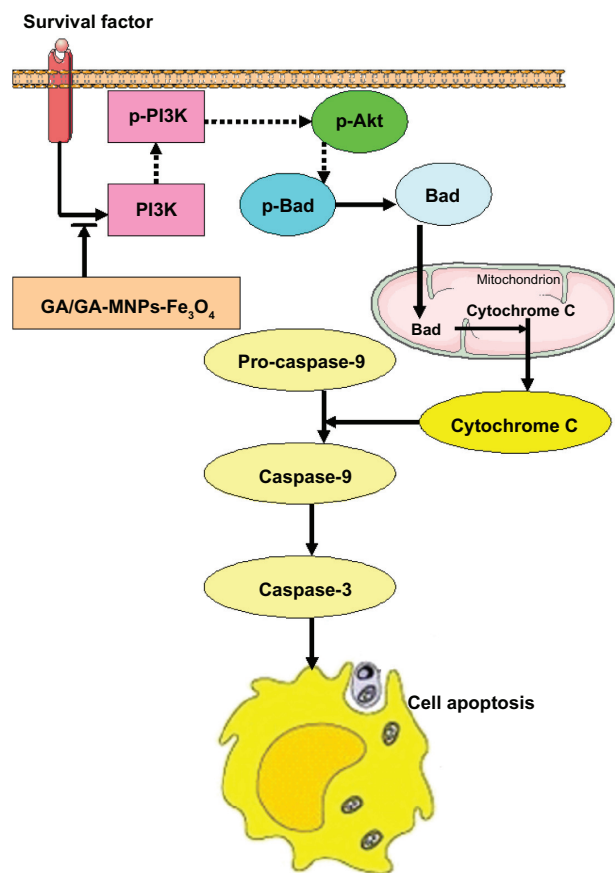 Survival factor
p-PI3K
p-Akt
PI3K
p-Bad
Bad
GA/GA-MNPs-Fe₃O₄
Mitochondrion
Cytochrome C
Bad
Pro-caspase-9
Cytochrome C
Caspase-9
Caspase-3
Cell apoptosis